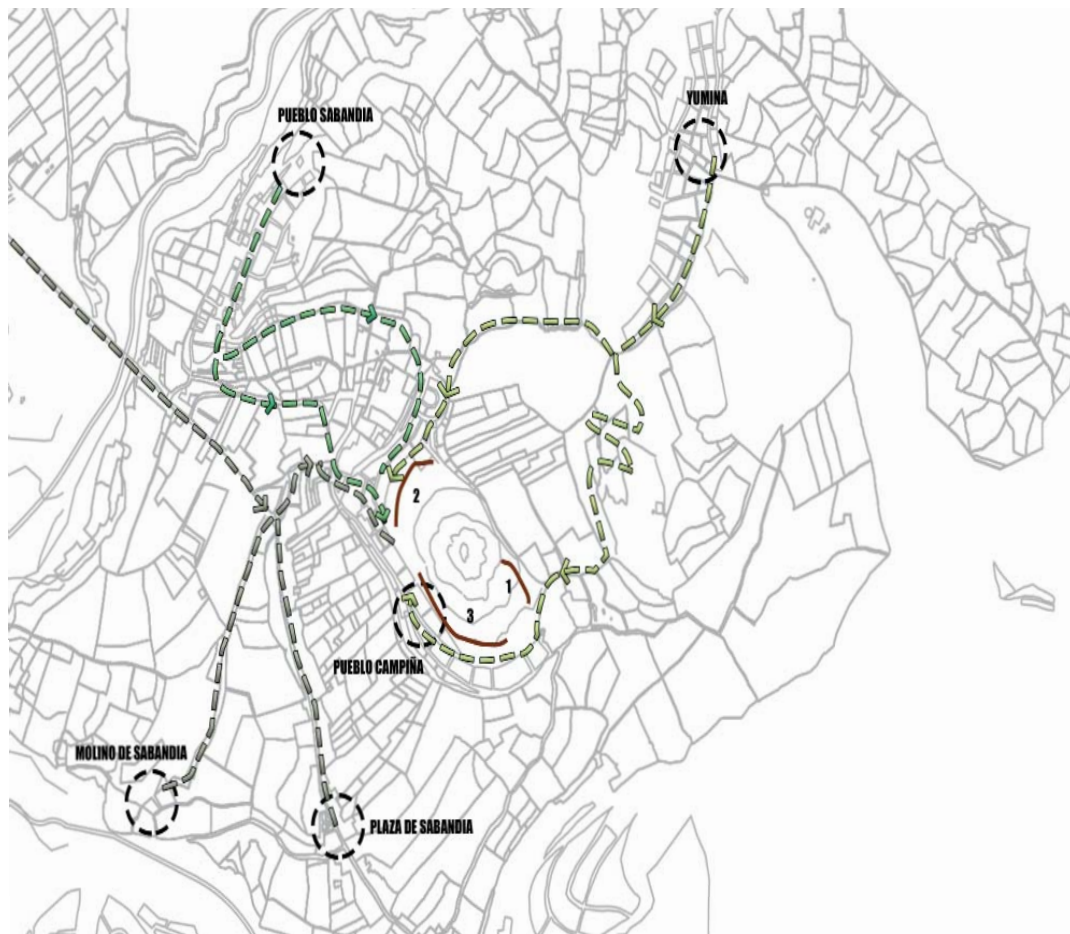 YUMINA
PUEBLO SABANDIA
2
1
3
PUEBLO CAMPIÑA
MOLINO DE SABANDIA
PLAZA DE SABANDIA